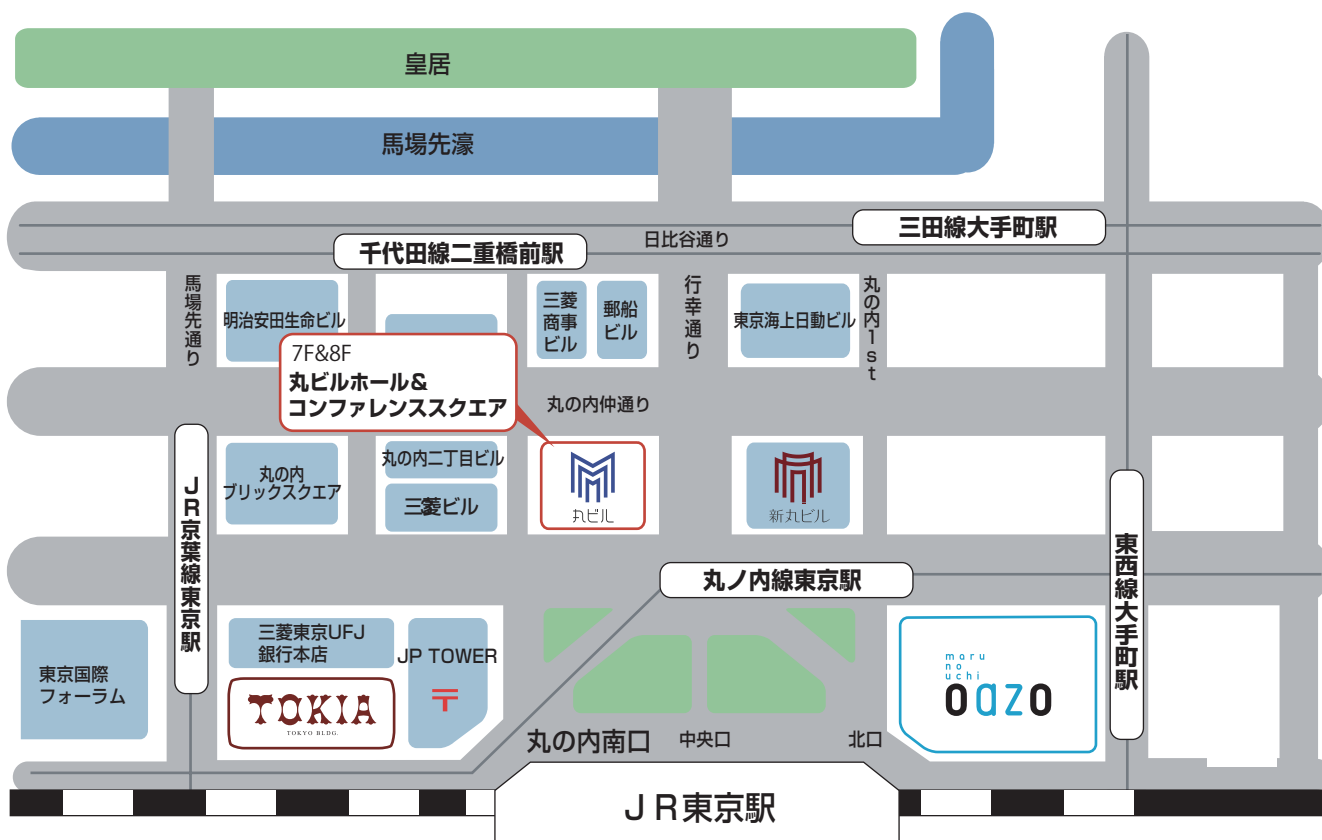 皇居
馬場先濠
三田線大手町駅
日比谷通り
千代田線二重橋前駅
馬場先通り
明治安田生命ビル
三菱
商事
ビル
郵船
ビル
行幸通り
東京海上日動ビル
丸の内1st
7F&8F
丸ビルホール&
コンファレンススクエア
丸の内仲通り
丸の内
ブリックスクエア
丸の内二丁目ビル
三菱ビル
丸ビル
新丸ビル
JR京葉線東京駅
丸ノ内線東京駅
東西線大手町駅
東京国際
フォーラム
三菱東京UFJ
銀行本店
TOKIA
TOKYO BLDG.
JP TOWER
〒
maru
no
uchi
oazo
丸の内南口
中央口
北口
JR東京駅